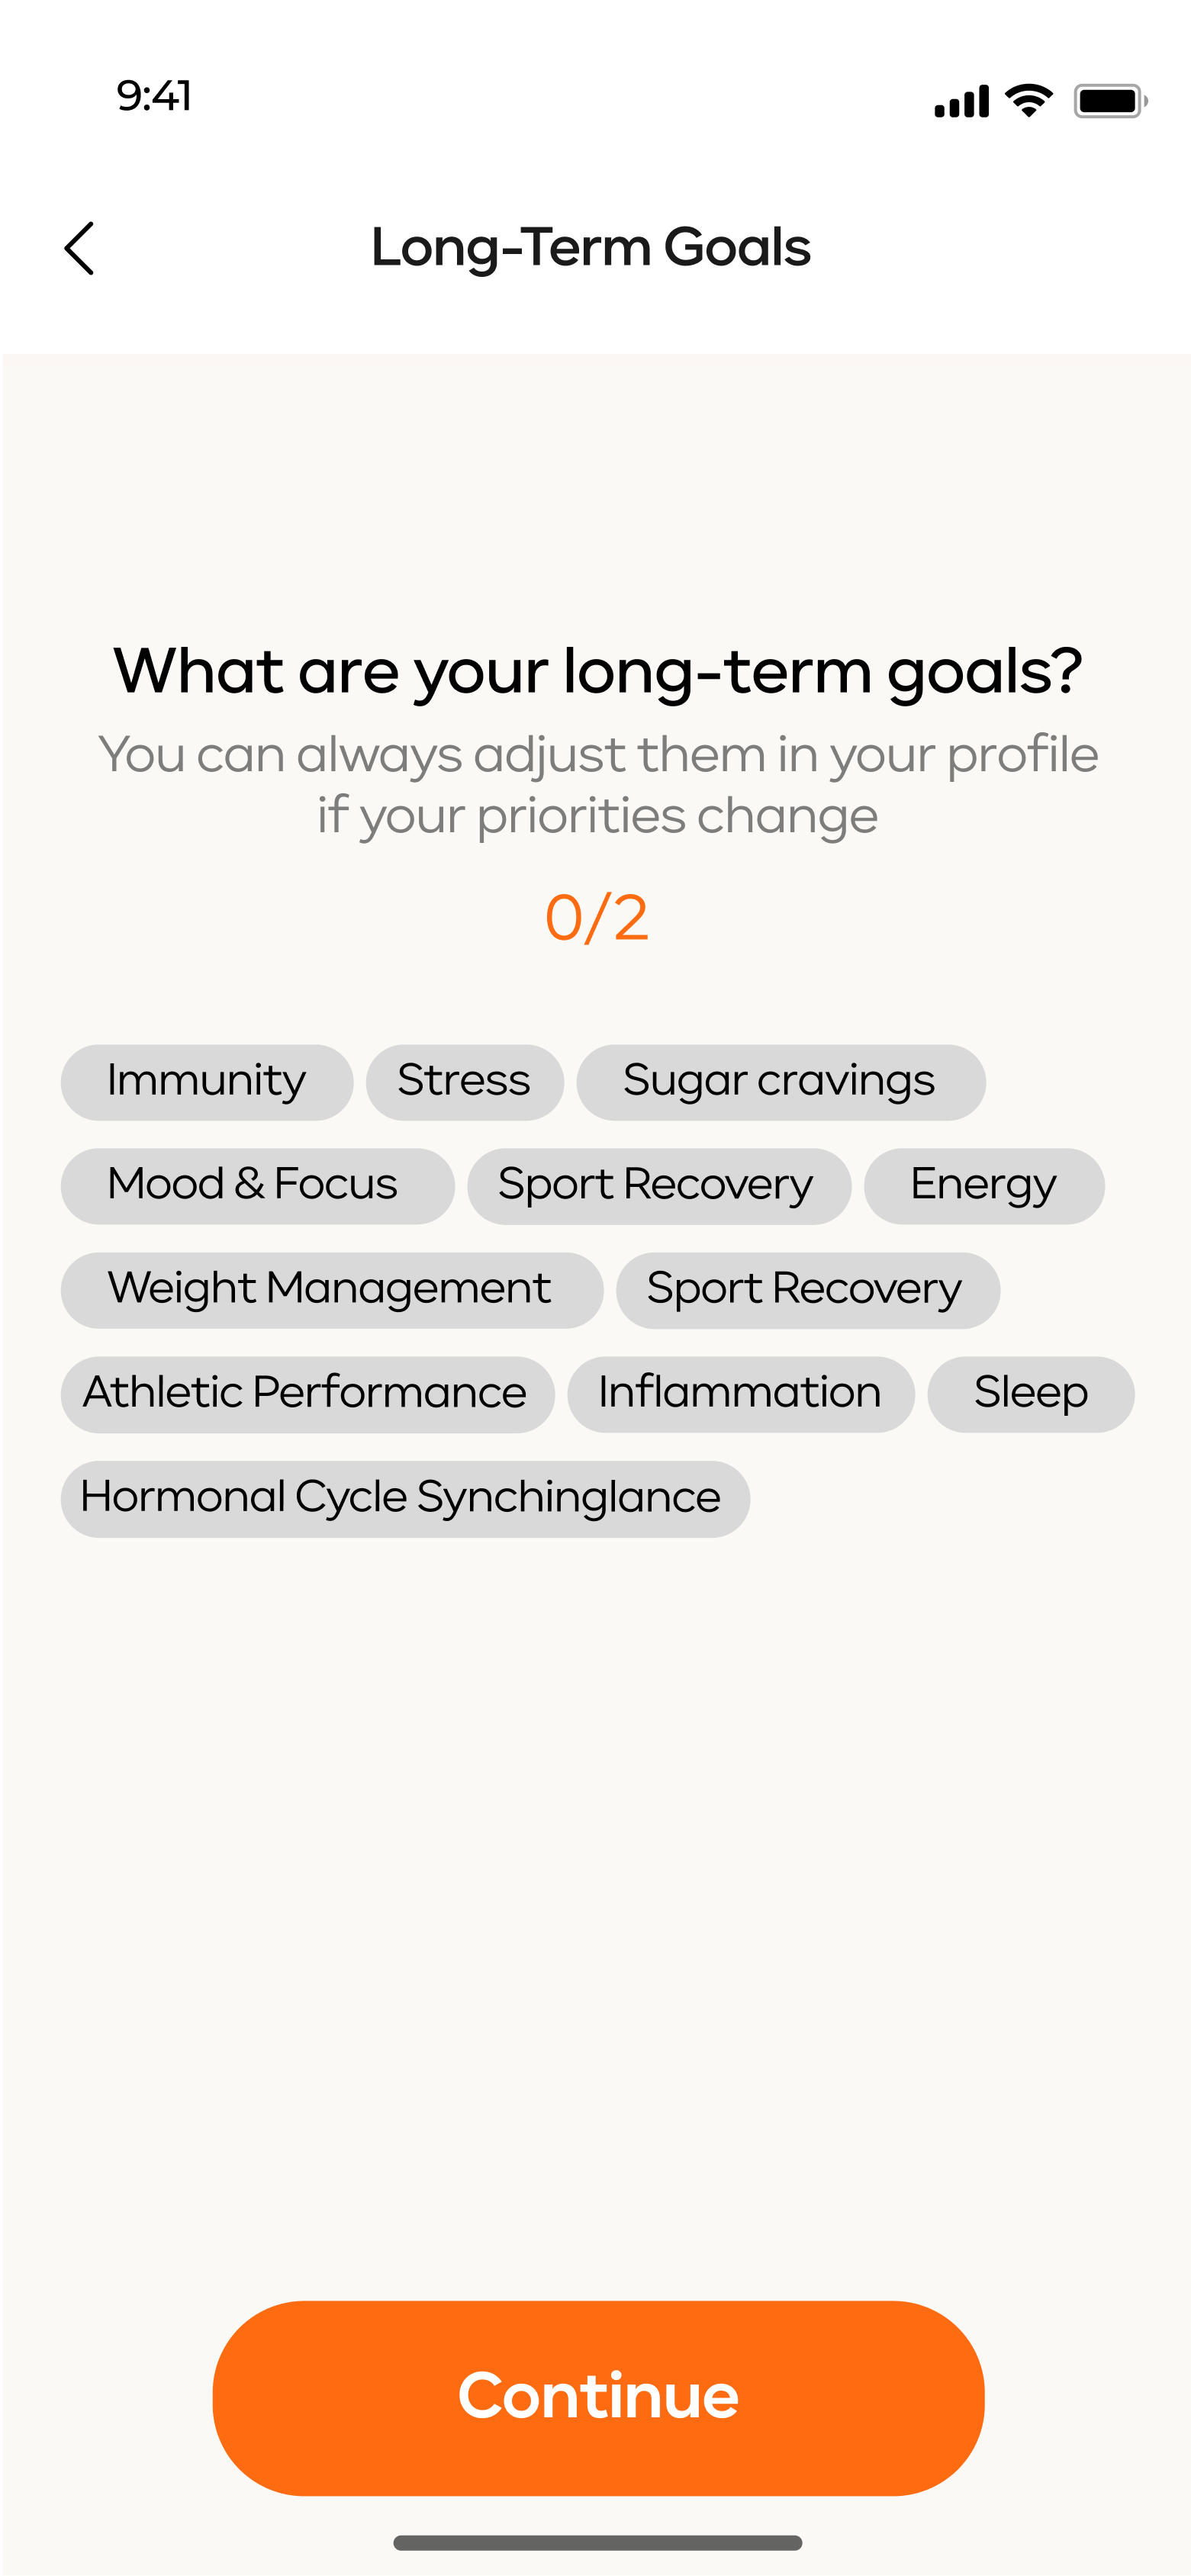 9:41
Long-Term Goals
What are your long-term goals?
You can always adjust them in your profile
if your priorities change
0/2
Immunity Stress Sugar cravings
Mood & Focus Sport Recovery Energy
Weight Management Sport Recovery
Athletic Performance Inflammation Sleep
Hormonal Cycle Synchinglance
Continue